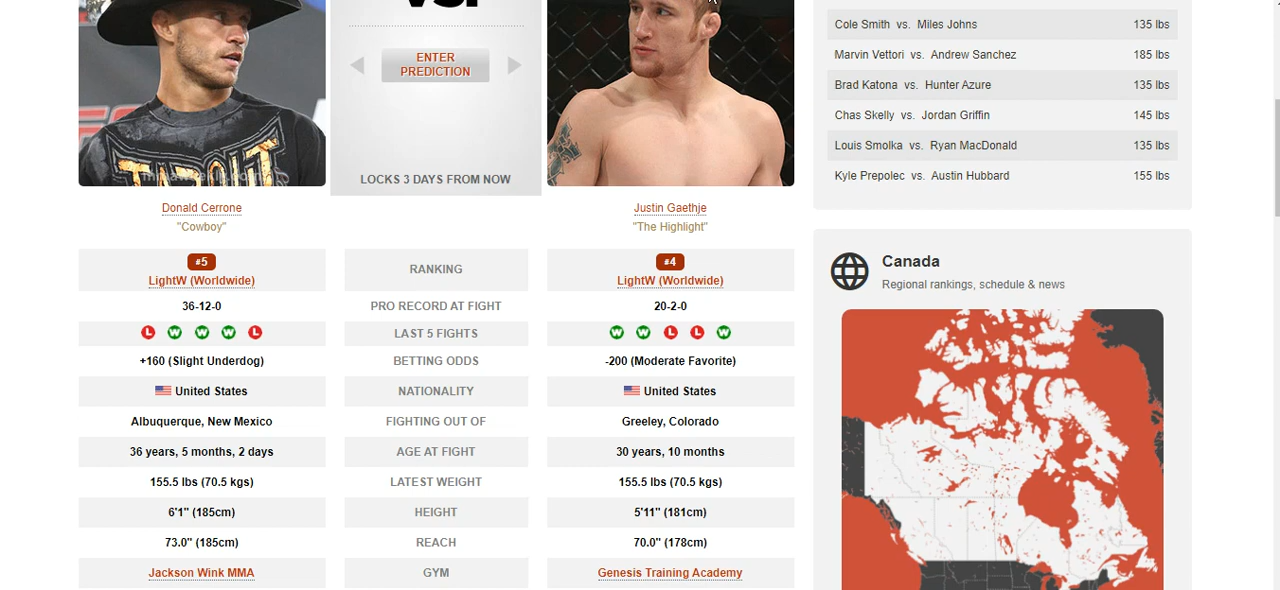 ENTER
PREDICTION
LOCKS 3 DAYS FROM NOW
Donald Cerrone
"Cowboy"
Justin Gaethje
"The Highlight"
#5 RANKING #4
LightW (Worldwide) LightW (Worldwide)
36-12-0 PRO RECORD AT FIGHT 20-2-0
L W W W L LAST 5 FIGHTS W W L L W
+160 (Slight Underdog) BETTING ODDS -200 (Moderate Favorite)
United States NATIONALITY United States
Albuquerque, New Mexico FIGHTING OUT OF Greeley, Colorado
36 years, 5 months, 2 days AGE AT FIGHT 30 years, 10 months
155.5 lbs (70.5 kgs) LATEST WEIGHT 155.5 lbs (70.5 kgs)
6'1" (185cm) HEIGHT 5'11" (181cm)
73.0" (185cm) REACH 70.0" (178cm)
Jackson Wink MMA GYM Genesis Training Academy
Cole Smith vs. Miles Johns 135 lbs
Marvin Vettori vs. Andrew Sanchez 185 lbs
Brad Katona vs. Hunter Azure 135 lbs
Chas Skelly vs. Jordan Griffin 145 lbs
Louis Smolka vs. Ryan MacDonald 135 lbs
Kyle Prepolec vs. Austin Hubbard 155 lbs
Canada
Regional rankings, schedule & news